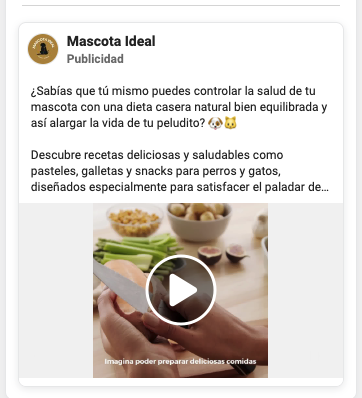 MASCOTA IDEAL
Mascota Ideal
Publicidad
¿Sabías que tú mismo puedes controlar la salud de tu
mascota con una dieta casera natural bien equilibrada y
así alargar la vida de tu peludito? 🐶🐱
Descubre recetas deliciosas y saludables como
pasteles, galletas y snacks para perros y gatos,
diseñados especialmente para satisfacer el paladar de...
Imagina poder preparar deliciosas comidas